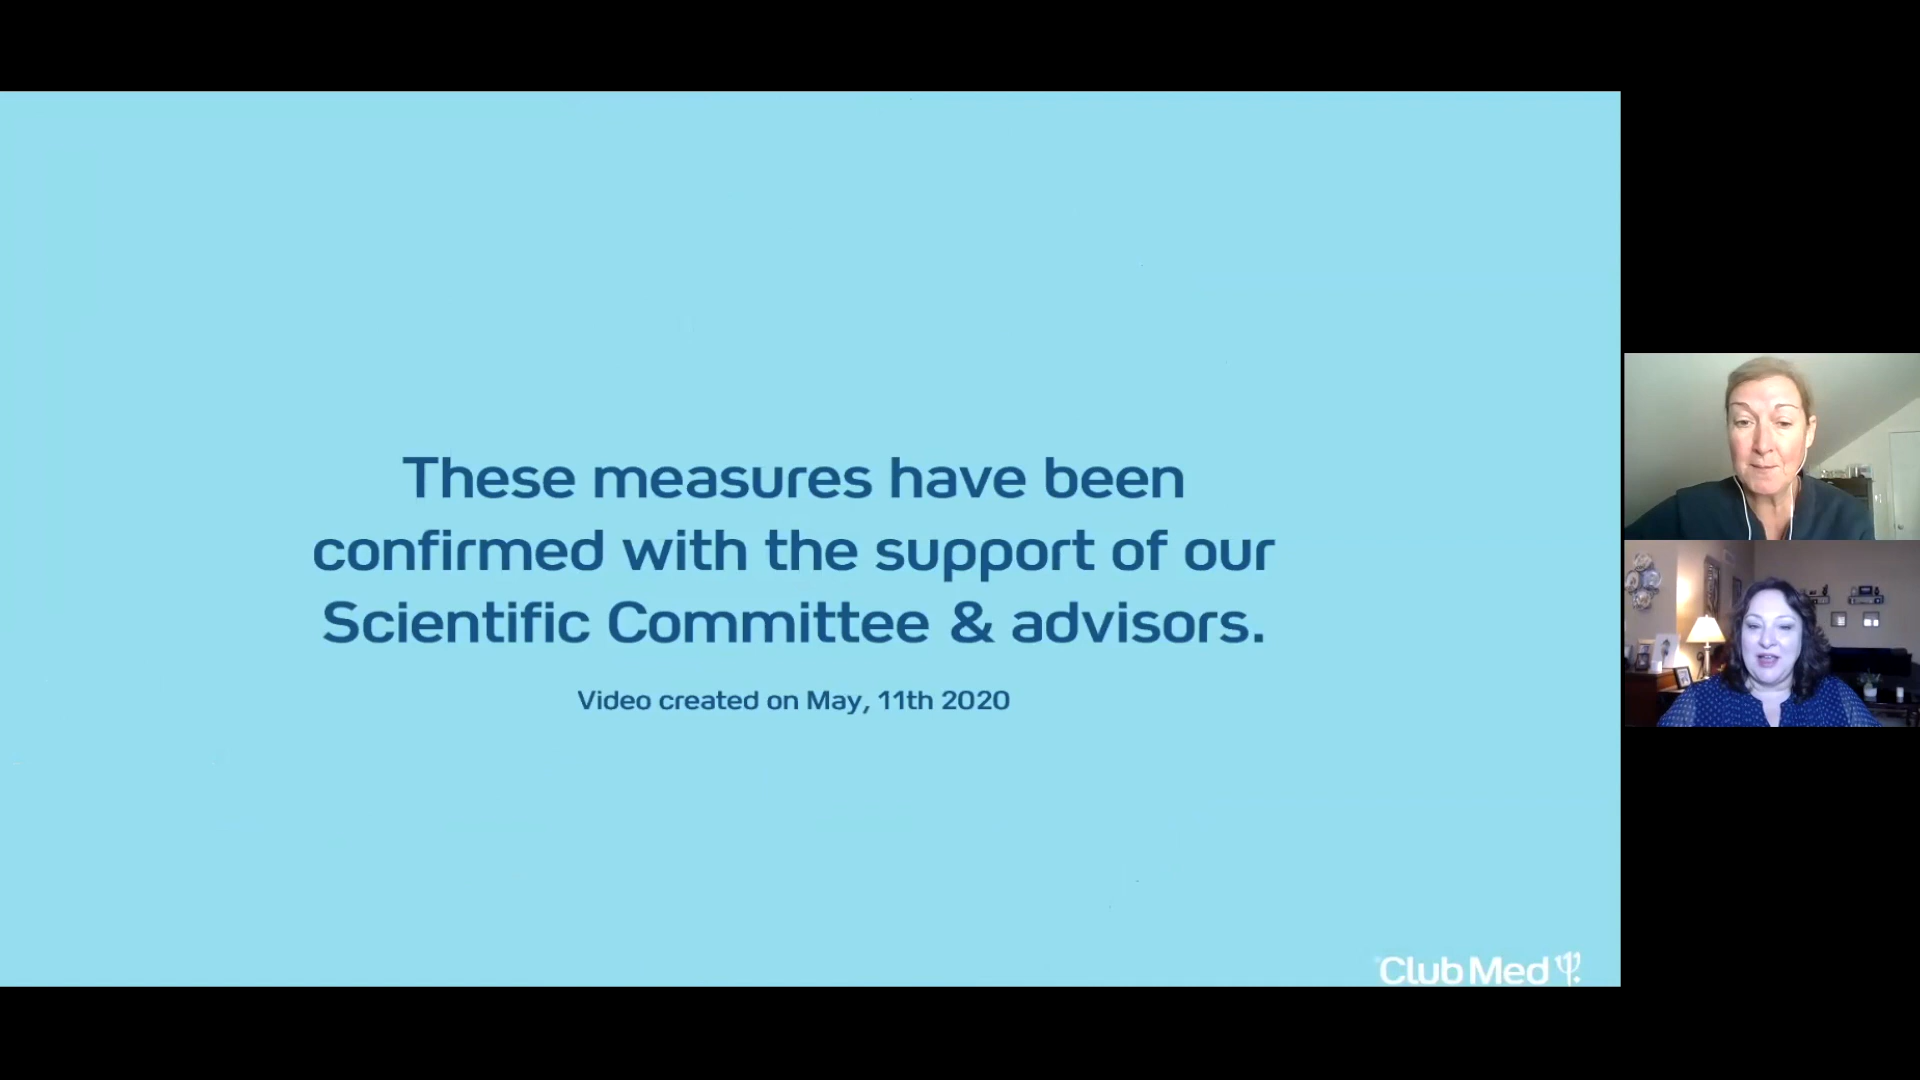 These measures have been
confirmed with the support of our
Scientific Committee & advisors.
Video created on May, 11th 2020
Club Med